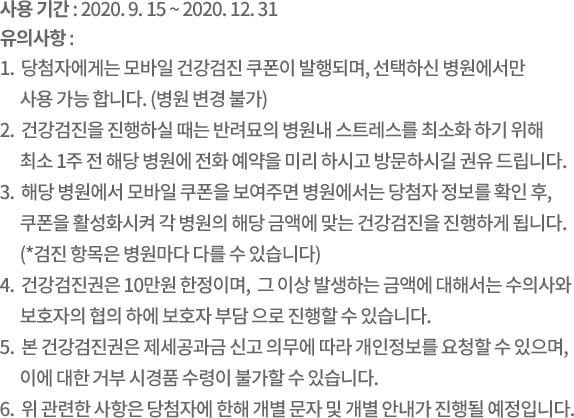 사용 기간 : 2020. 9. 15 ~ 2020. 12. 31
유의사항 :
1. 당첨자에게는 모바일 건강검진 쿠폰이 발행되며, 선택하신 병원에서만
사용 가능 합니다. (병원 변경 불가)
2. 건강검진을 진행하실 때는 반려묘의 병원내 스트레스를 최소화 하기 위해
최소 1주 전 해당 병원에 전화 예약을 미리 하시고 방문하시길 권유 드립니다.
3. 해당 병원에서 모바일 쿠폰을 보여주면 병원에서는 당첨자 정보를 확인 후,
쿠폰을 활성화시켜 각 병원의 해당 금액에 맞는 건강검진을 진행하게 됩니다.
(*검진 항목은 병원마다 다를 수 있습니다)
4. 건강검진권은 10만원 한정이며, 그 이상 발생하는 금액에 대해서는 수의사와
보호자의 협의 하에 보호자 부담 으로 진행할 수 있습니다.
5. 본 건강검진권은 제세공과금 신고 의무에 따라 개인정보를 요청할 수 있으며,
이에 대한 거부 시경품 수령이 불가할 수 있습니다.
6. 위 관련한 사항은 당첨자에 한해 개별 문자 및 개별 안내가 진행될 예정입니다.